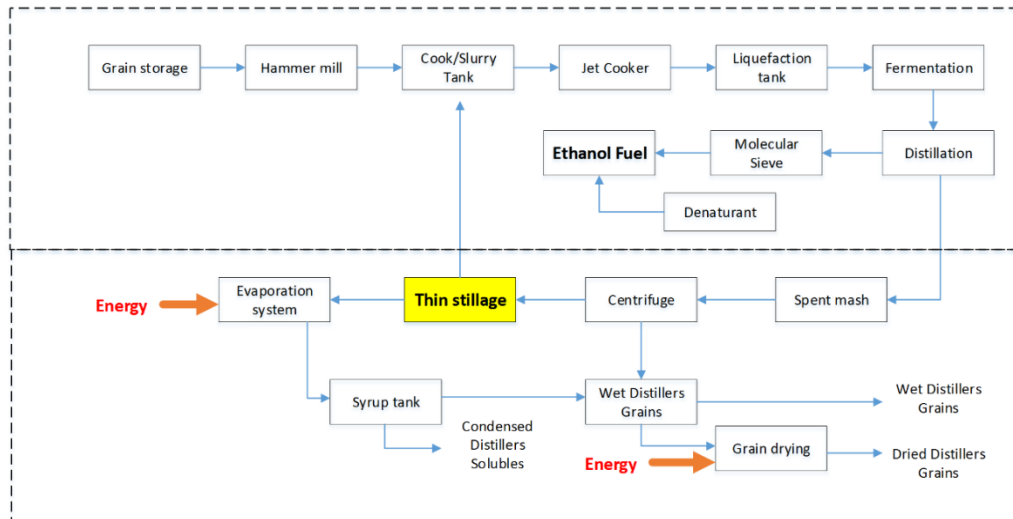 Grain storage
Hammer mill
Cook/Slurry
Tank
Jet Cooker
Liquefaction
tank
Fermentation
Ethanol Fuel
Molecular
Sieve
Distillation
Denaturant
Energy
Evaporation
system
Thin stillage
Centrifuge
Spent mash
Syrup tank
Wet Distillers
Grains
Wet Distillers
Grains
Condensed
Distillers
Solubles
Energy
Grain drying
Dried Distillers
Grains